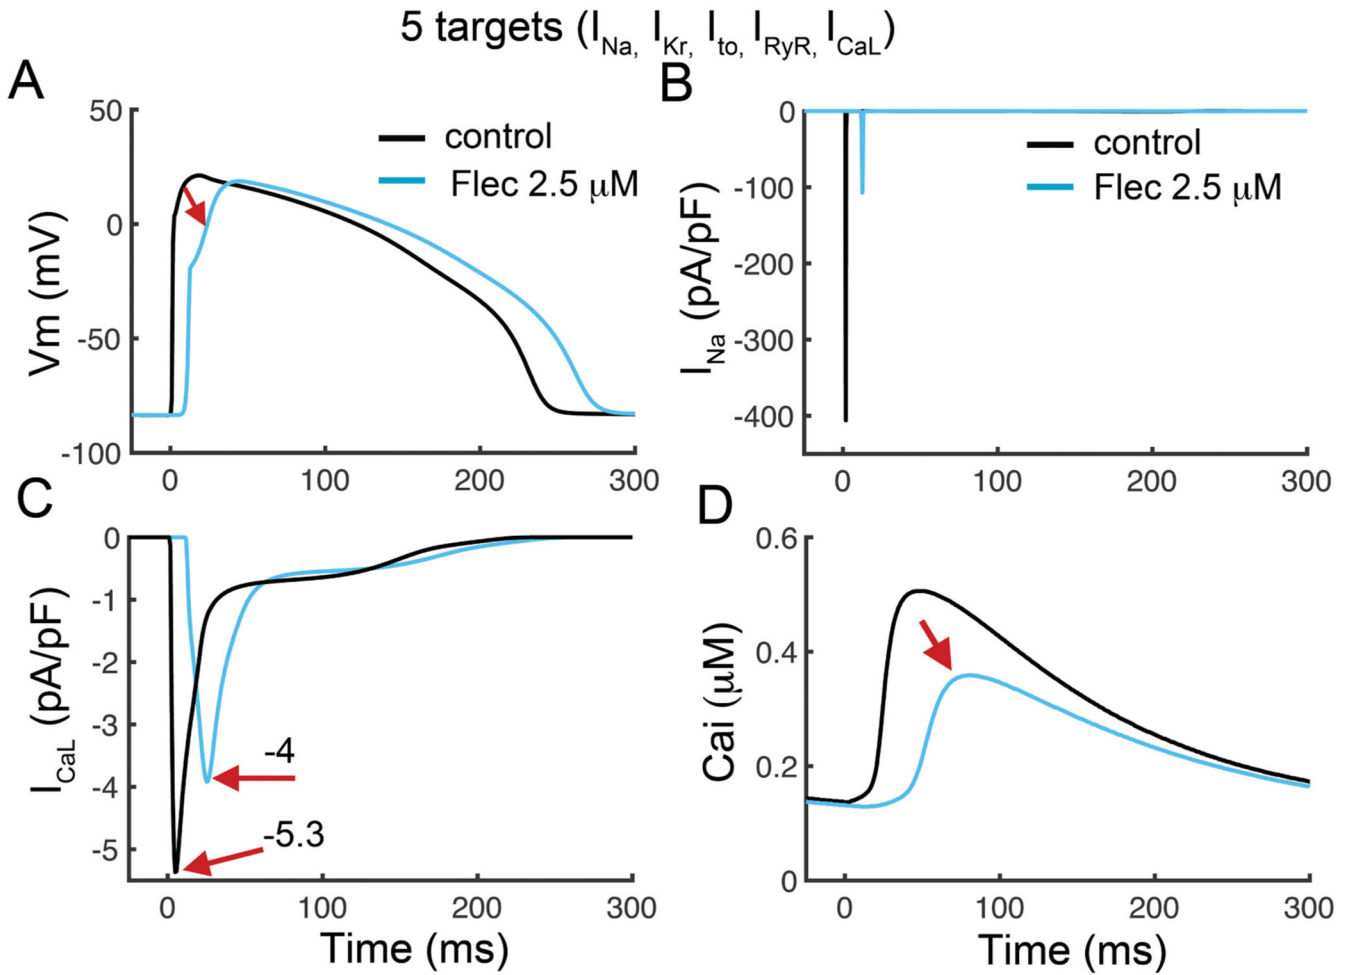 5 targets (I_Na, I_Kr, I_to, I_RyR, I_CaL)
A
50
0
-50
-100
Vm (mV)
control
Flec 2.5 μM
0 100 200 300
B
0
-100
-200
-300
-400
I_Na (pA/pF)
control
Flec 2.5 μM
0 100 200 300
C
0
-1
-2
-3
-4
-5
I_CaL (pA/pF)
-4
-5.3
0 100 200 300
Time (ms)
D
0.6
0.4
0.2
0
Cai (μM)
0 100 200 300
Time (ms)